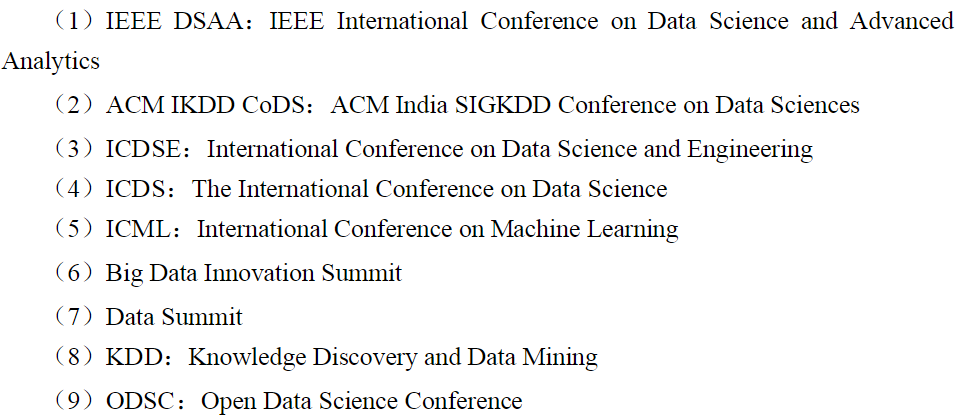 （1）IEEE DSAA：IEEE International Conference on Data Science and Advanced
Analytics
（2）ACM IKDD CoDS：ACM India SIGKDD Conference on Data Sciences
（3）ICDSE：International Conference on Data Science and Engineering
（4）ICDS：The International Conference on Data Science
（5）ICML：International Conference on Machine Learning
（6）Big Data Innovation Summit
（7）Data Summit
（8）KDD：Knowledge Discovery and Data Mining
（9）ODSC：Open Data Science Conference